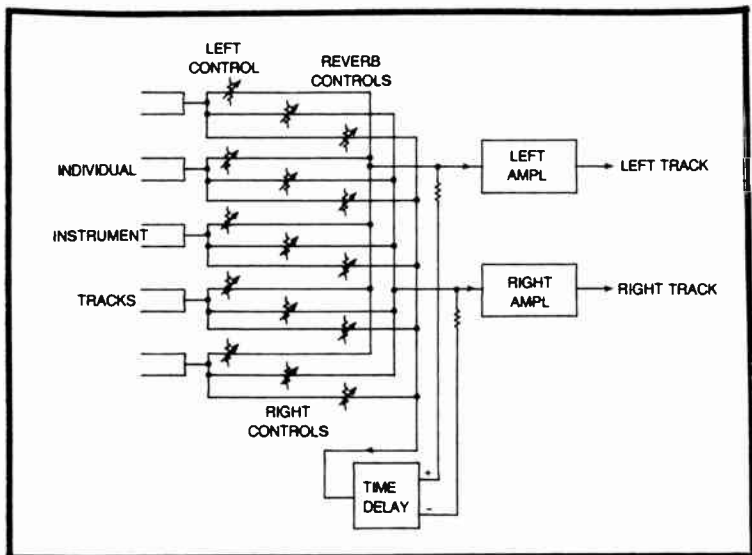 LEFT
CONTROL
REVERB
CONTROLS
INDIVIDUAL
INSTRUMENT
TRACKS
LEFT
AMPL
LEFT TRACK
RIGHT
AMPL
RIGHT TRACK
RIGHT
CONTROLS
TIME
DELAY
+
−